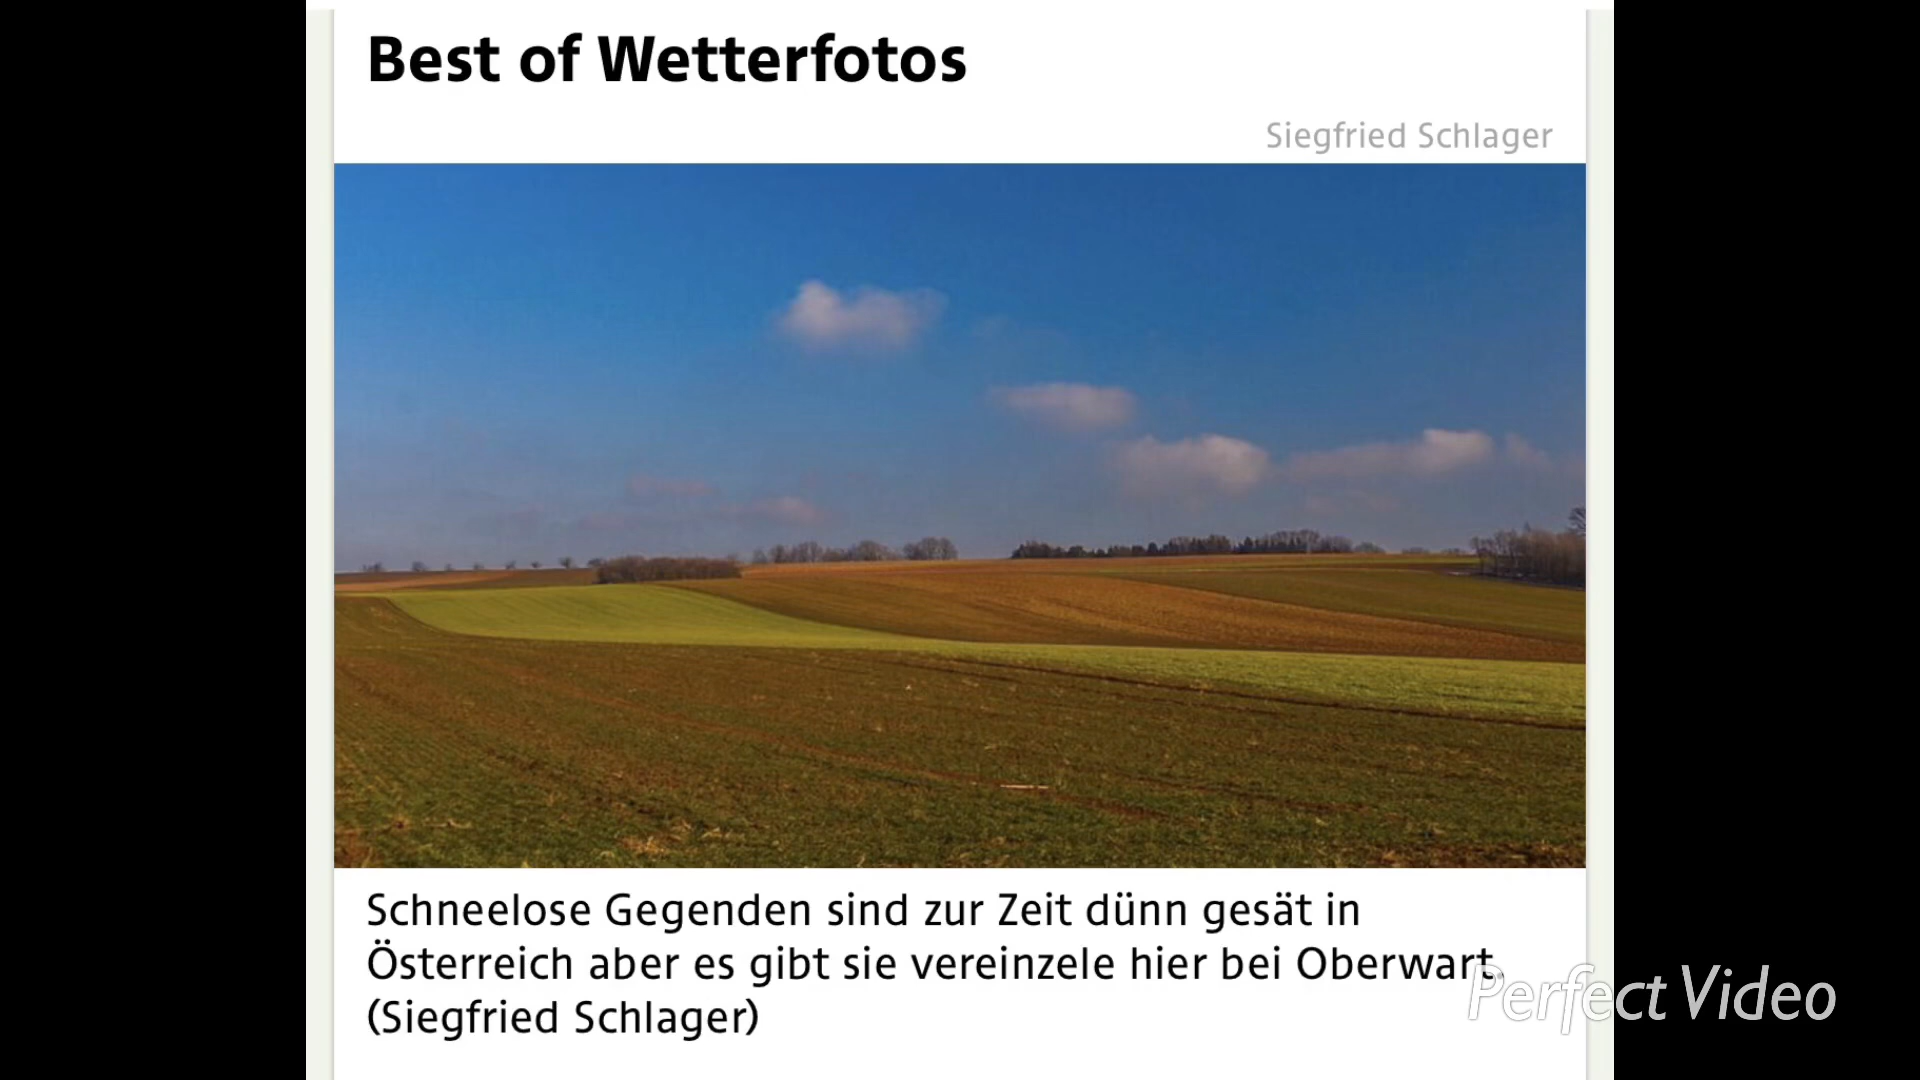 Best of Wetterfotos
Siegfried Schlager
Schneelose Gegenden sind zur Zeit dünn gesät in
Österreich aber es gibt sie vereinzele hier bei Oberwart.
(Siegfried Schlager)
Perfect Video